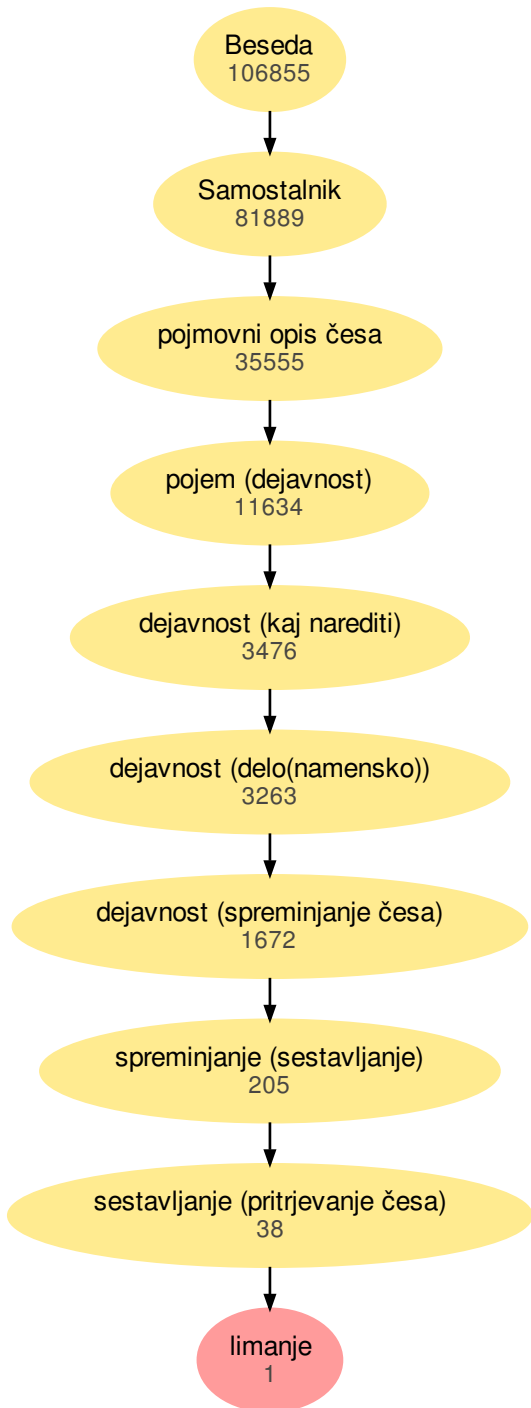 Beseda
106855
Samostalnik
81889
pojmovni opis česa
35555
pojem (dejavnost)
11634
dejavnost (kaj narediti)
3476
dejavnost (delo(namensko))
3263
dejavnost (spreminjanje česa)
1672
spreminjanje (sestavljanje)
205
sestavljanje (pritrjevanje česa)
38
limanje
1